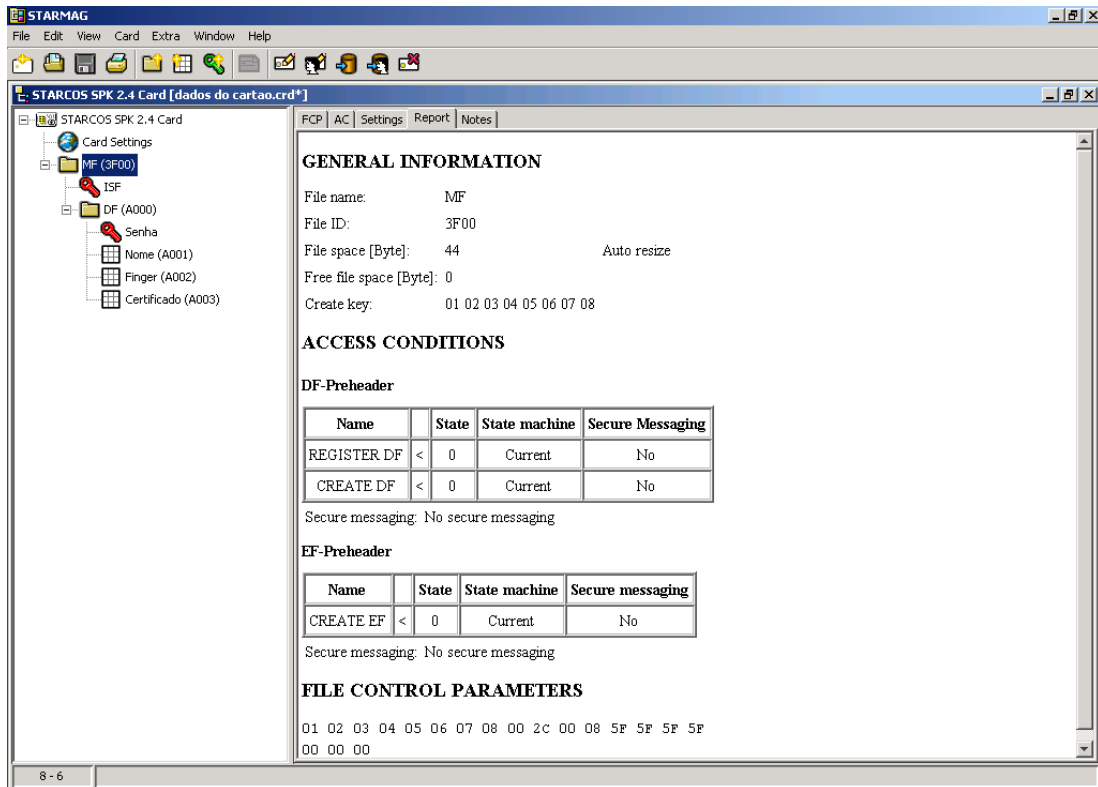 STARMAG
File Edit View Card Extra Window Help
STARCOS SPK 2.4 Card [dados do cartao.crd*]
STARCOS SPK 2.4 Card
Card Settings
MF (3F00)
ISF
DF (A000)
Senha
Nome (A001)
Finger (A002)
Certificado (A003)
FCP AC Settings Report Notes
GENERAL INFORMATION
File name: MF
File ID: 3F00
File space [Byte]: 44 Auto resize
Free file space [Byte]: 0
Create key: 01 02 03 04 05 06 07 08
ACCESS CONDITIONS
DF-Preheader
Name State State machine Secure Messaging
REGISTER DF < 0 Current No
CREATE DF < 0 Current No
Secure messaging: No secure messaging
EF-Preheader
Name State State machine Secure messaging
CREATE EF < 0 Current No
Secure messaging: No secure messaging
FILE CONTROL PARAMETERS
01 02 03 04 05 06 07 08 00 2C 00 08 5F 5F 5F 5F
00 00 00
8 - 6